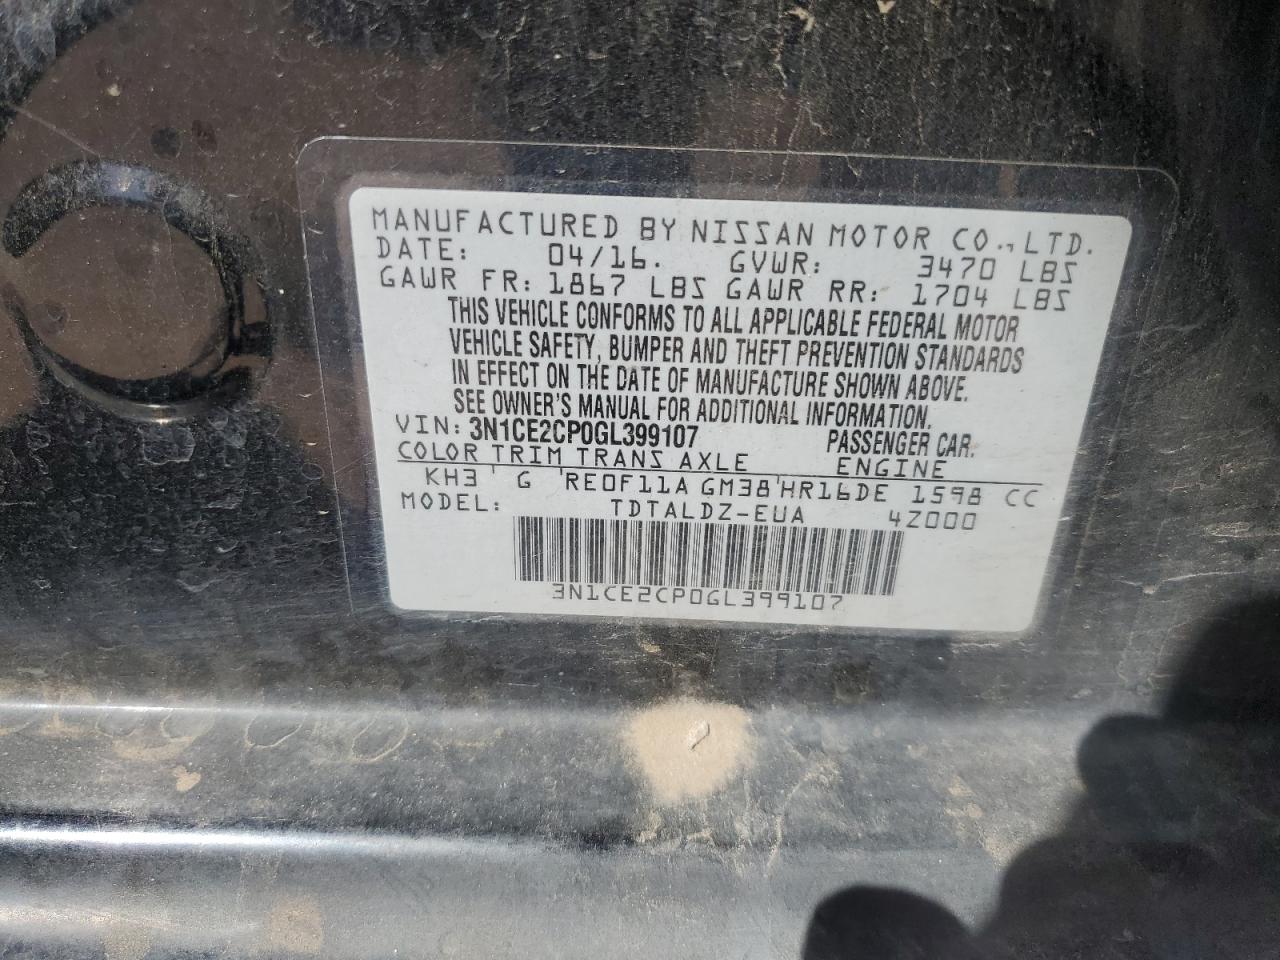 MANUFACTURED BY NISSAN MOTOR CO., LTD.
DATE: 04/16. GVWR: 3470 LBS
GAWR FR: 1867 LBS GAWR RR: 1704 LBS
THIS VEHICLE CONFORMS TO ALL APPLICABLE FEDERAL MOTOR
VEHICLE SAFETY, BUMPER AND THEFT PREVENTION STANDARDS
IN EFFECT ON THE DATE OF MANUFACTURE SHOWN ABOVE.
SEE OWNER'S MANUAL FOR ADDITIONAL INFORMATION.
VIN: 3N1CE2CP0GL399107 PASSENGER CAR.
COLOR TRIM TRANS AXLE ENGINE
KH3 ' G ' RE0F11A GM38 ' HR16DE 1598 CC
MODEL: TDTALDZ-EUA 4Z000
3N1CE2CP0GL399107